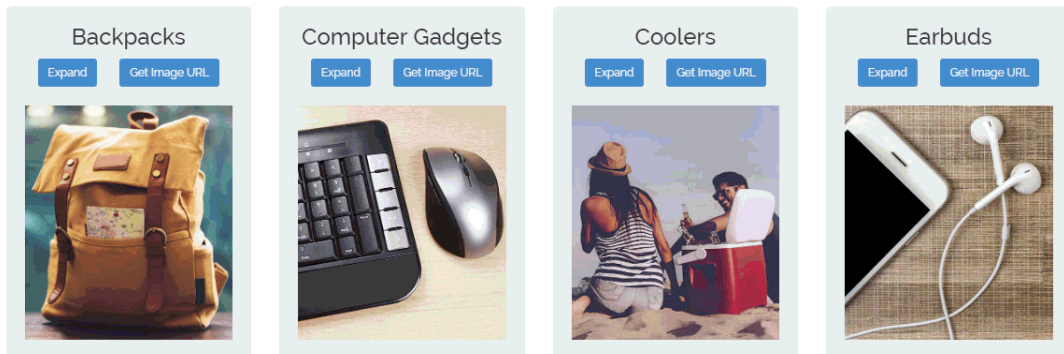 Backpacks
Expand
Get Image URL
Computer Gadgets
Expand
Get Image URL
Coolers
Expand
Get Image URL
Earbuds
Expand
Get Image URL